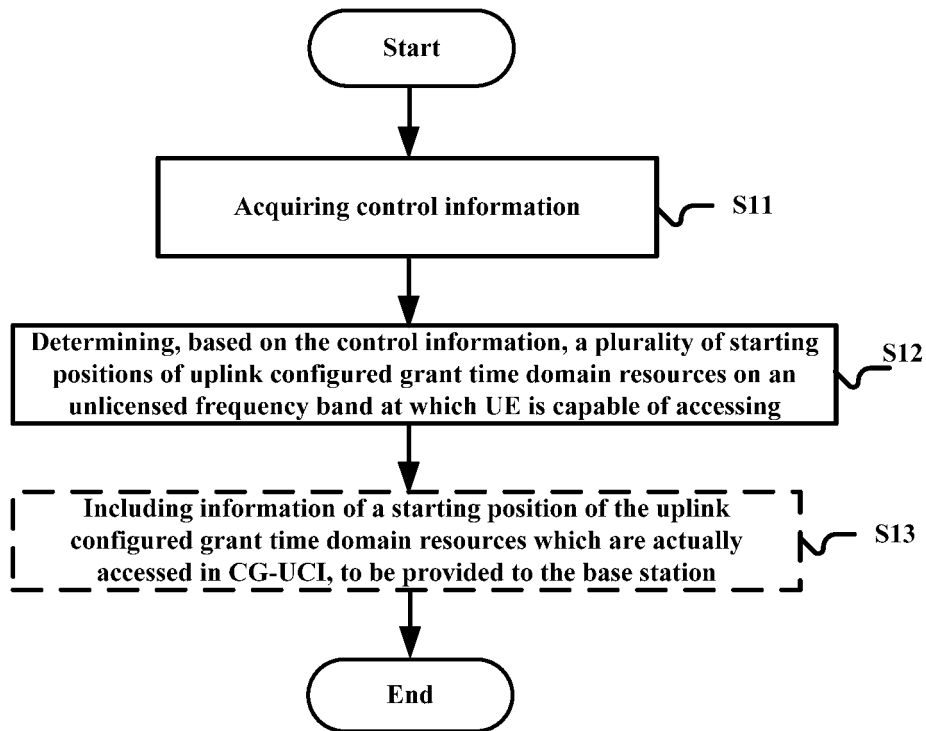 Start
Acquiring control information
S11
Determining, based on the control information, a plurality of starting
positions of uplink configured grant time domain resources on an
unlicensed frequency band at which UE is capable of accessing
S12
Including information of a starting position of the uplink
configured grant time domain resources which are actually
accessed in CG-UCI, to be provided to the base station
S13
End